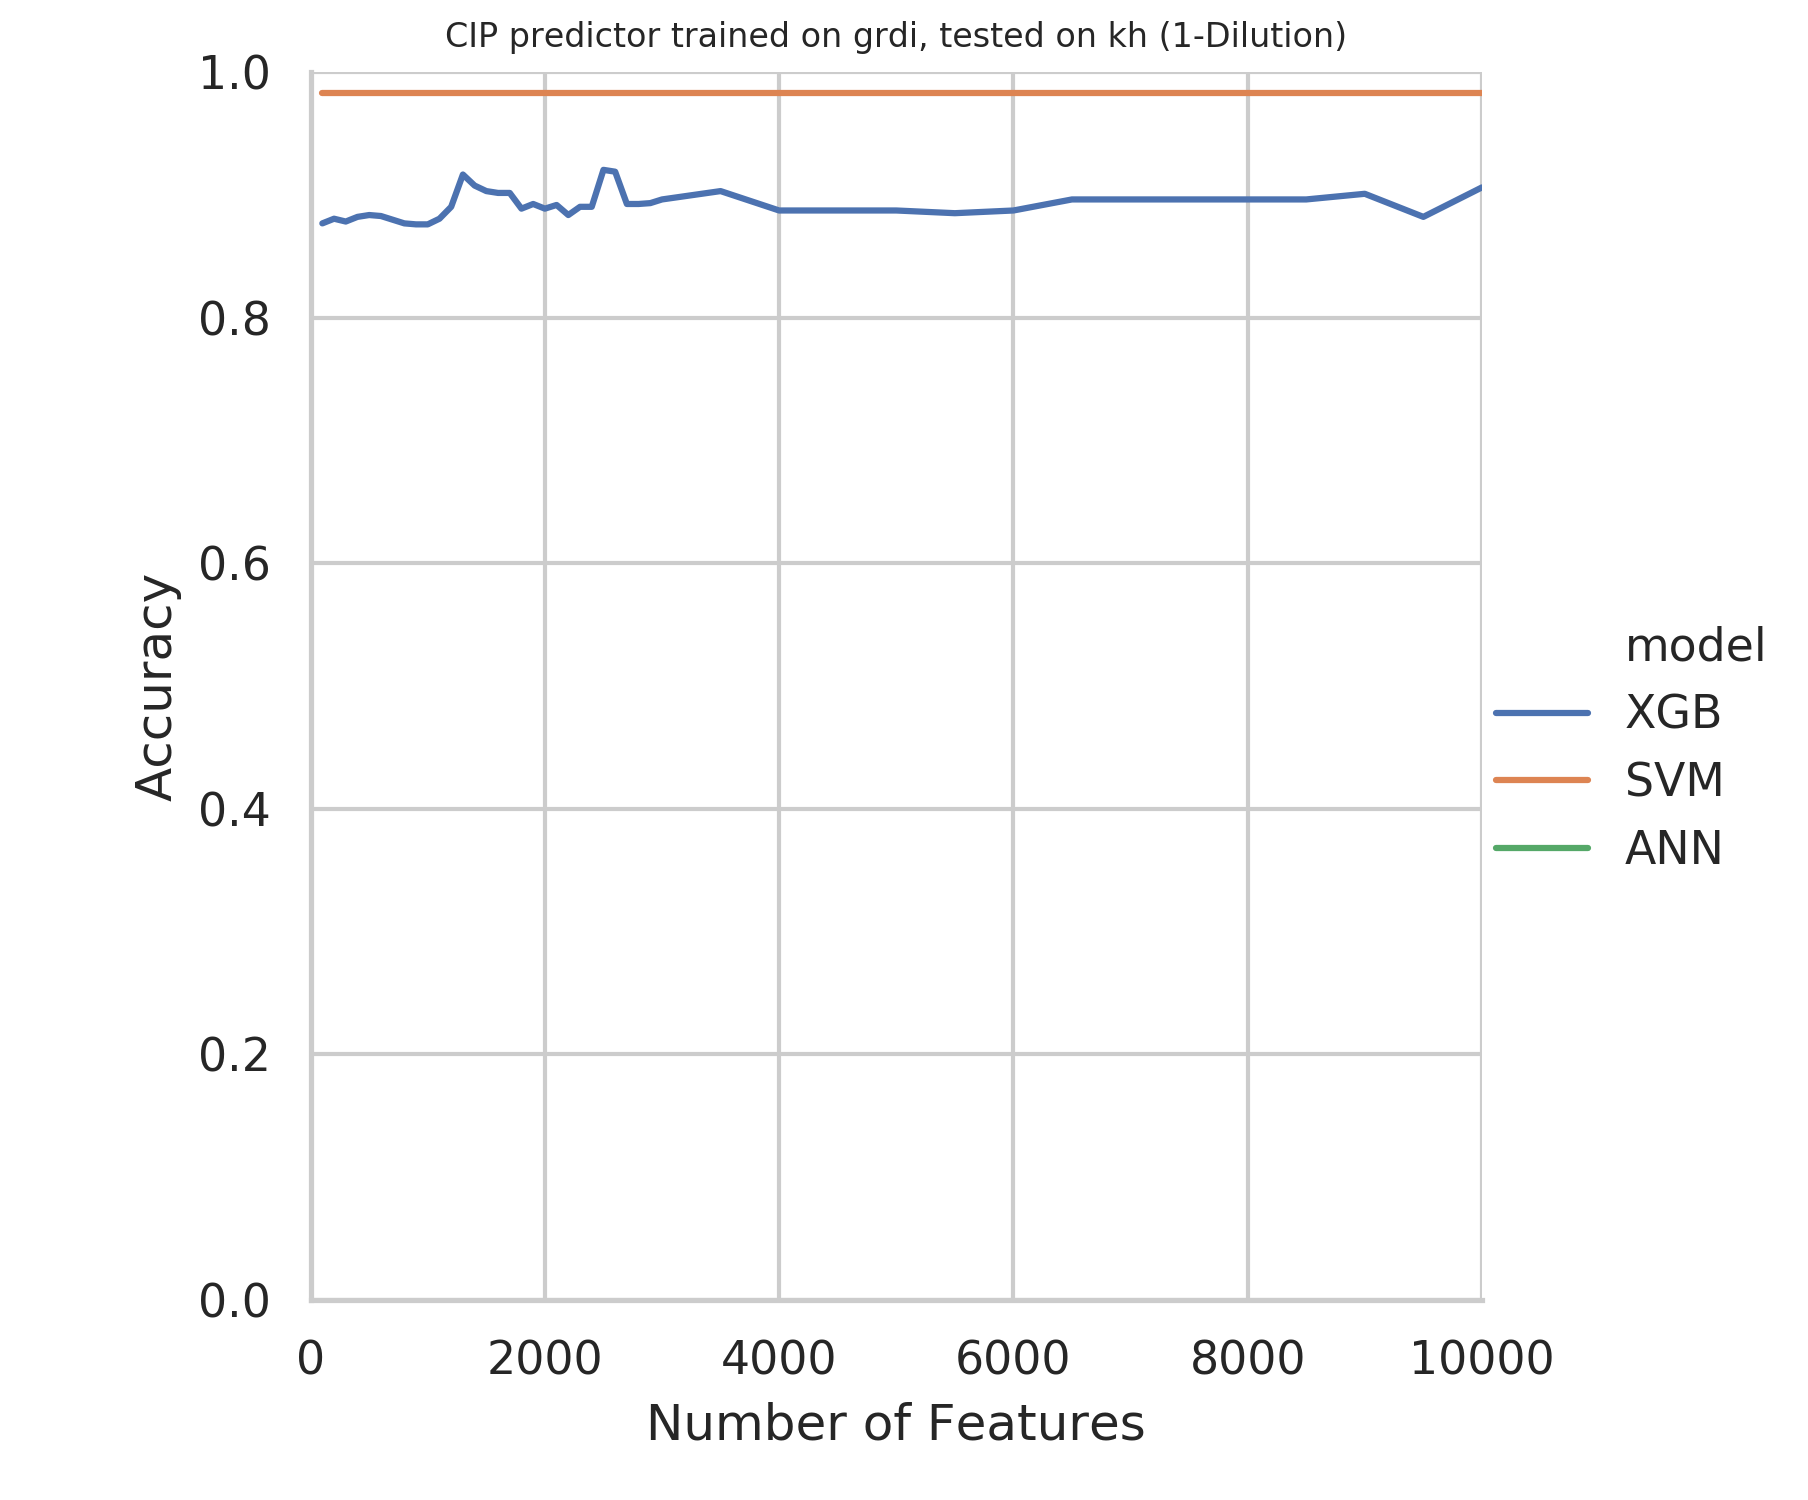 CIP predictor trained on grdi, tested on kh (1-Dilution)
1.0
0.8
0.6
0.4
0.2
0.0
Accuracy
0 2000 4000 6000 8000 10000
Number of Features
model
XGB
SVM
ANN